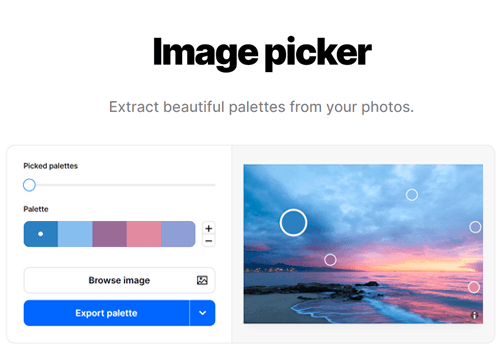 Image picker
Extract beautiful palettes from your photos.
Picked palettes
Palette
+
−
Browse image
Export palette
i